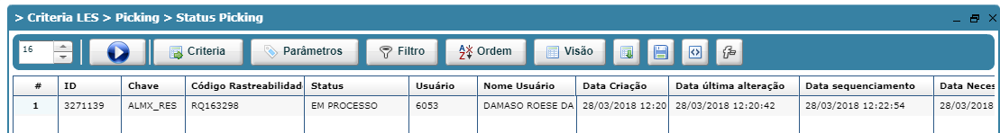 > Criteria LES > Picking > Status Picking
16 Criteria Parâmetros Filtro Ordem Visão
# ID Chave Código Rastreabilidad Status Usuário Nome Usuário Data Criação Data última alteração Data sequenciamento Data Neces
1 3271139 ALMX_RES RQ163298 EM PROCESSO 6053 DAMASO ROESE DA 28/03/2018 12:20 28/03/2018 12:20:42 28/03/2018 12:22:54 28/03/2018